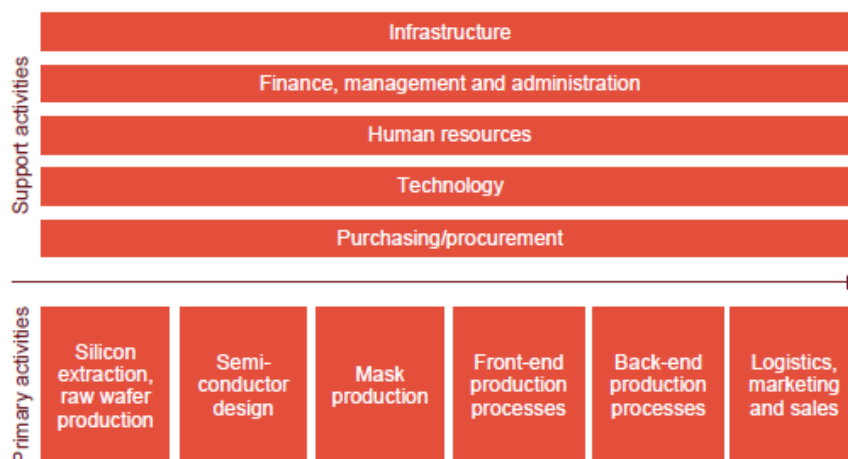 Support activities
Infrastructure
Finance, management and administration
Human resources
Technology
Purchasing/procurement
Primary activities
Silicon
extraction,
raw wafer
production
Semi-
conductor
design
Mask
production
Front-end
production
processes
Back-end
production
processes
Logistics,
marketing
and sales